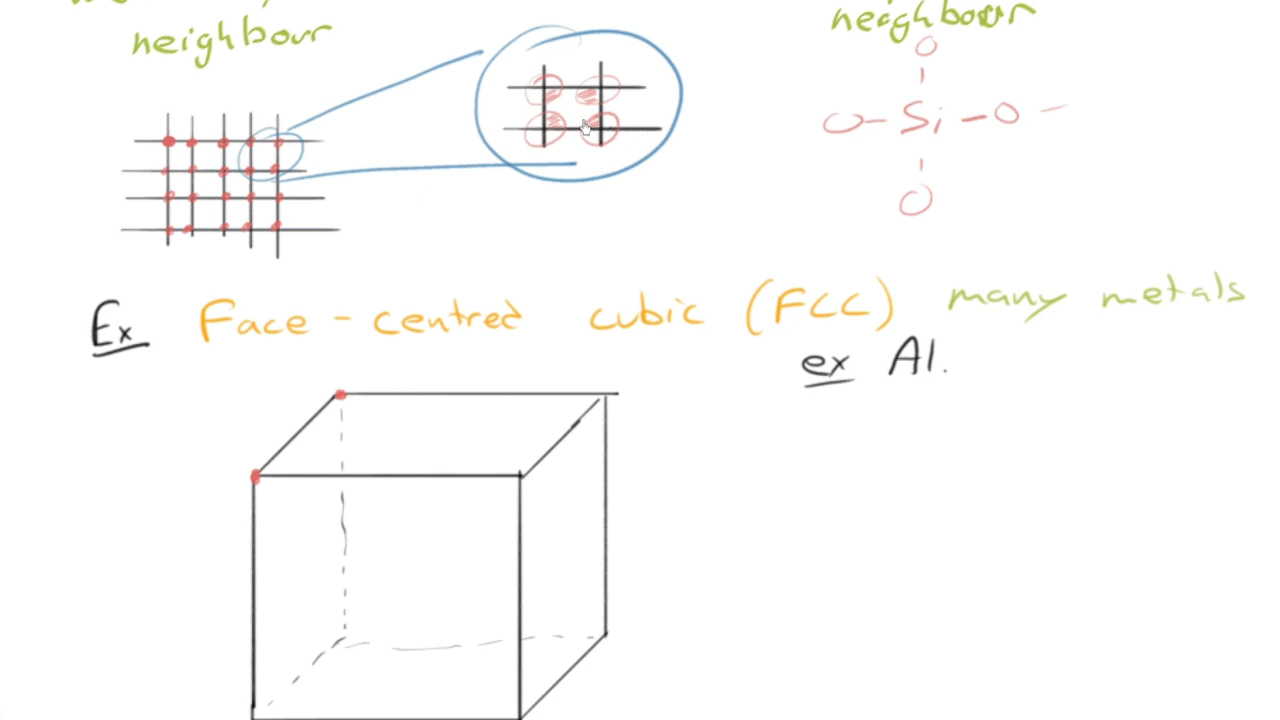 neighbour
neighbour
O
O - Si - O -
O
Ex Face - centred cubic (FCC) many metals
ex Al.